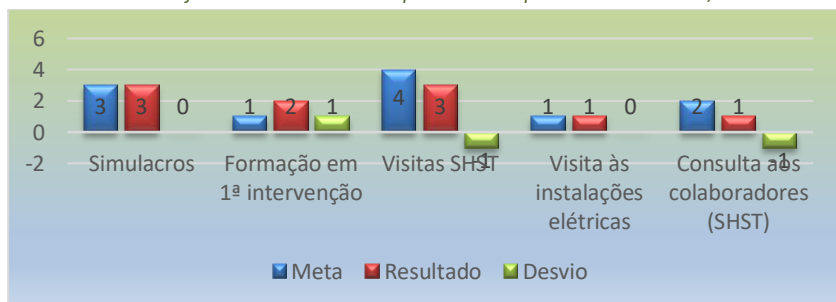 6
4
2
0
-2
3 3 0
1 2 1
4 3 -1
1 1 0
2 1 -1
Simulacros
Formação em
1ª intervenção
Visitas SHST
Visita às
instalações
elétricas
Consulta aos
colaboradores
(SHST)
Meta Resultado Desvio